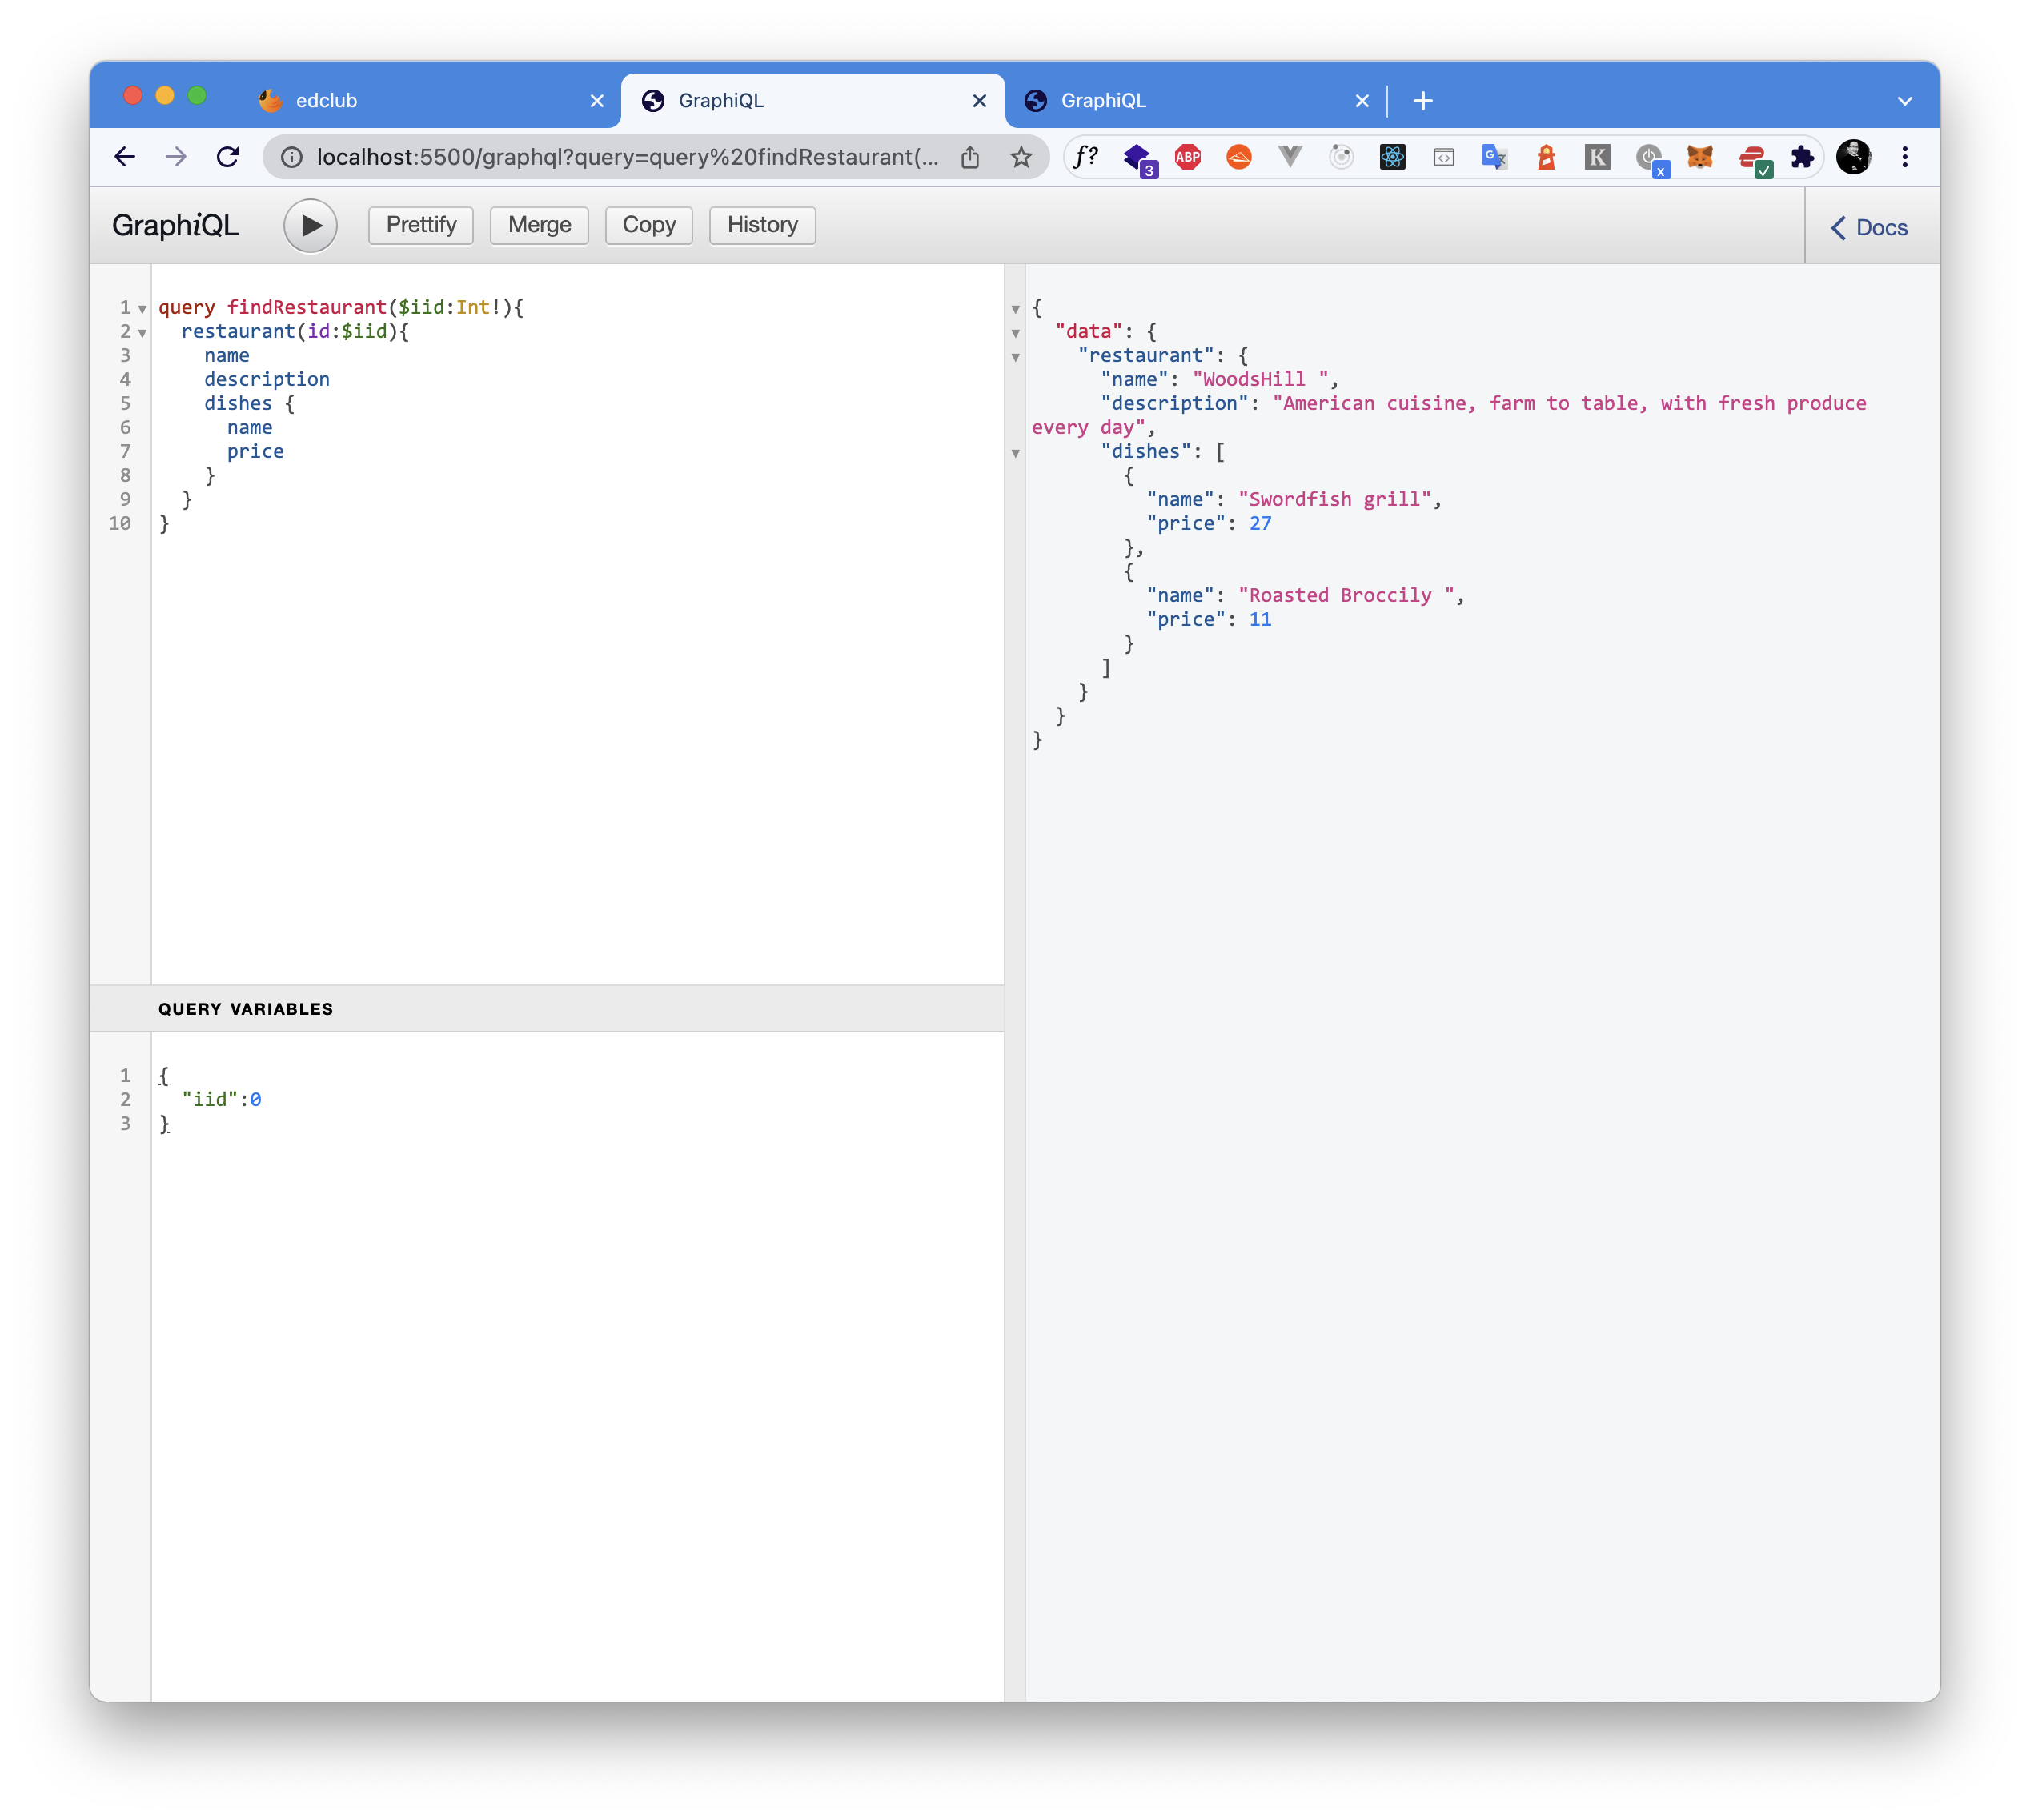 edclub
GraphiQL
GraphiQL
localhost:5500/graphql?query=query%20findRestaurant(...
f?
3
ABP
G
K
x
GraphiQL
Prettify
Merge
Copy
History
Docs
1 query findRestaurant($iid:Int!){
2 restaurant(id:$iid){
3 name
4 description
5 dishes {
6 name
7 price
8 }
9 }
10 }
QUERY VARIABLES
1 {
2 "iid":0
3 }
{
"data": {
"restaurant": {
"name": "WoodsHill ",
"description": "American cuisine, farm to table, with fresh produce
every day",
"dishes": [
{
"name": "Swordfish grill",
"price": 27
},
{
"name": "Roasted Broccily ",
"price": 11
}
]
}
}
}